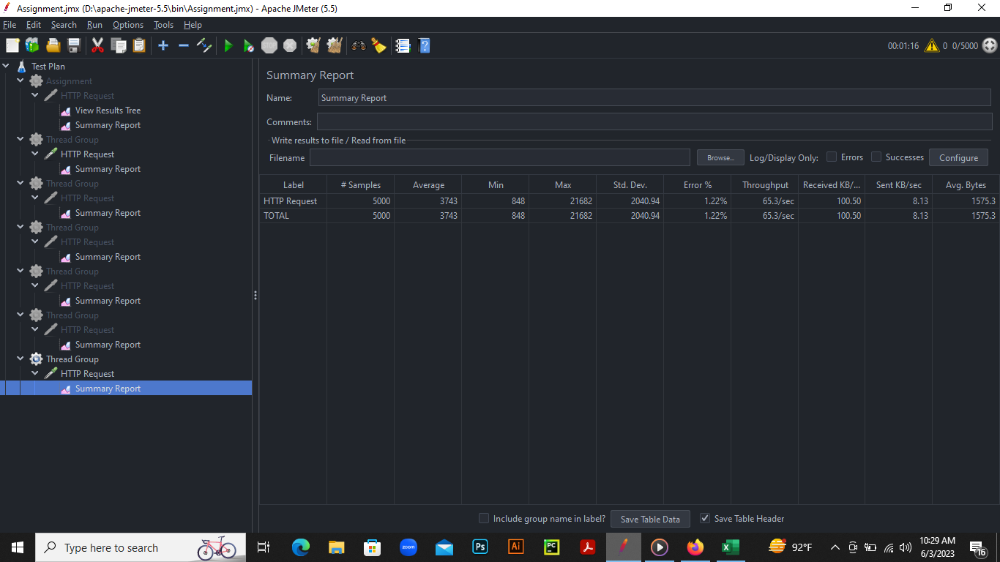 Assignment.jmx (D:\apache-jmeter-5.5\bin\Assignment.jmx) - Apache JMeter (5.5)
File Edit Search Run Options Tools Help
STOP 00:01:16 0 0/5000
Test Plan
Assignment
HTTP Request
View Results Tree
Summary Report
Thread Group
HTTP Request
Summary Report
Thread Group
HTTP Request
Summary Report
Thread Group
HTTP Request
Summary Report
Thread Group
HTTP Request
Summary Report
Thread Group
HTTP Request
Summary Report
Thread Group
HTTP Request
Summary Report
Summary Report
Name: Summary Report
Comments:
Write results to file / Read from file
Filename Browse... Log/Display Only: Errors Successes Configure
Label # Samples Average Min Max Std. Dev. Error % Throughput Received KB/... Sent KB/sec Avg. Bytes
HTTP Request 5000 3743 848 21682 2040.94 1.22% 65.3/sec 100.50 8.13 1575.3
TOTAL 5000 3743 848 21682 2040.94 1.22% 65.3/sec 100.50 8.13 1575.3
Include group name in label? Save Table Data Save Table Header
Type here to search zoom Ps Ai PC 92°F 10:29 AM
6/3/2023 16